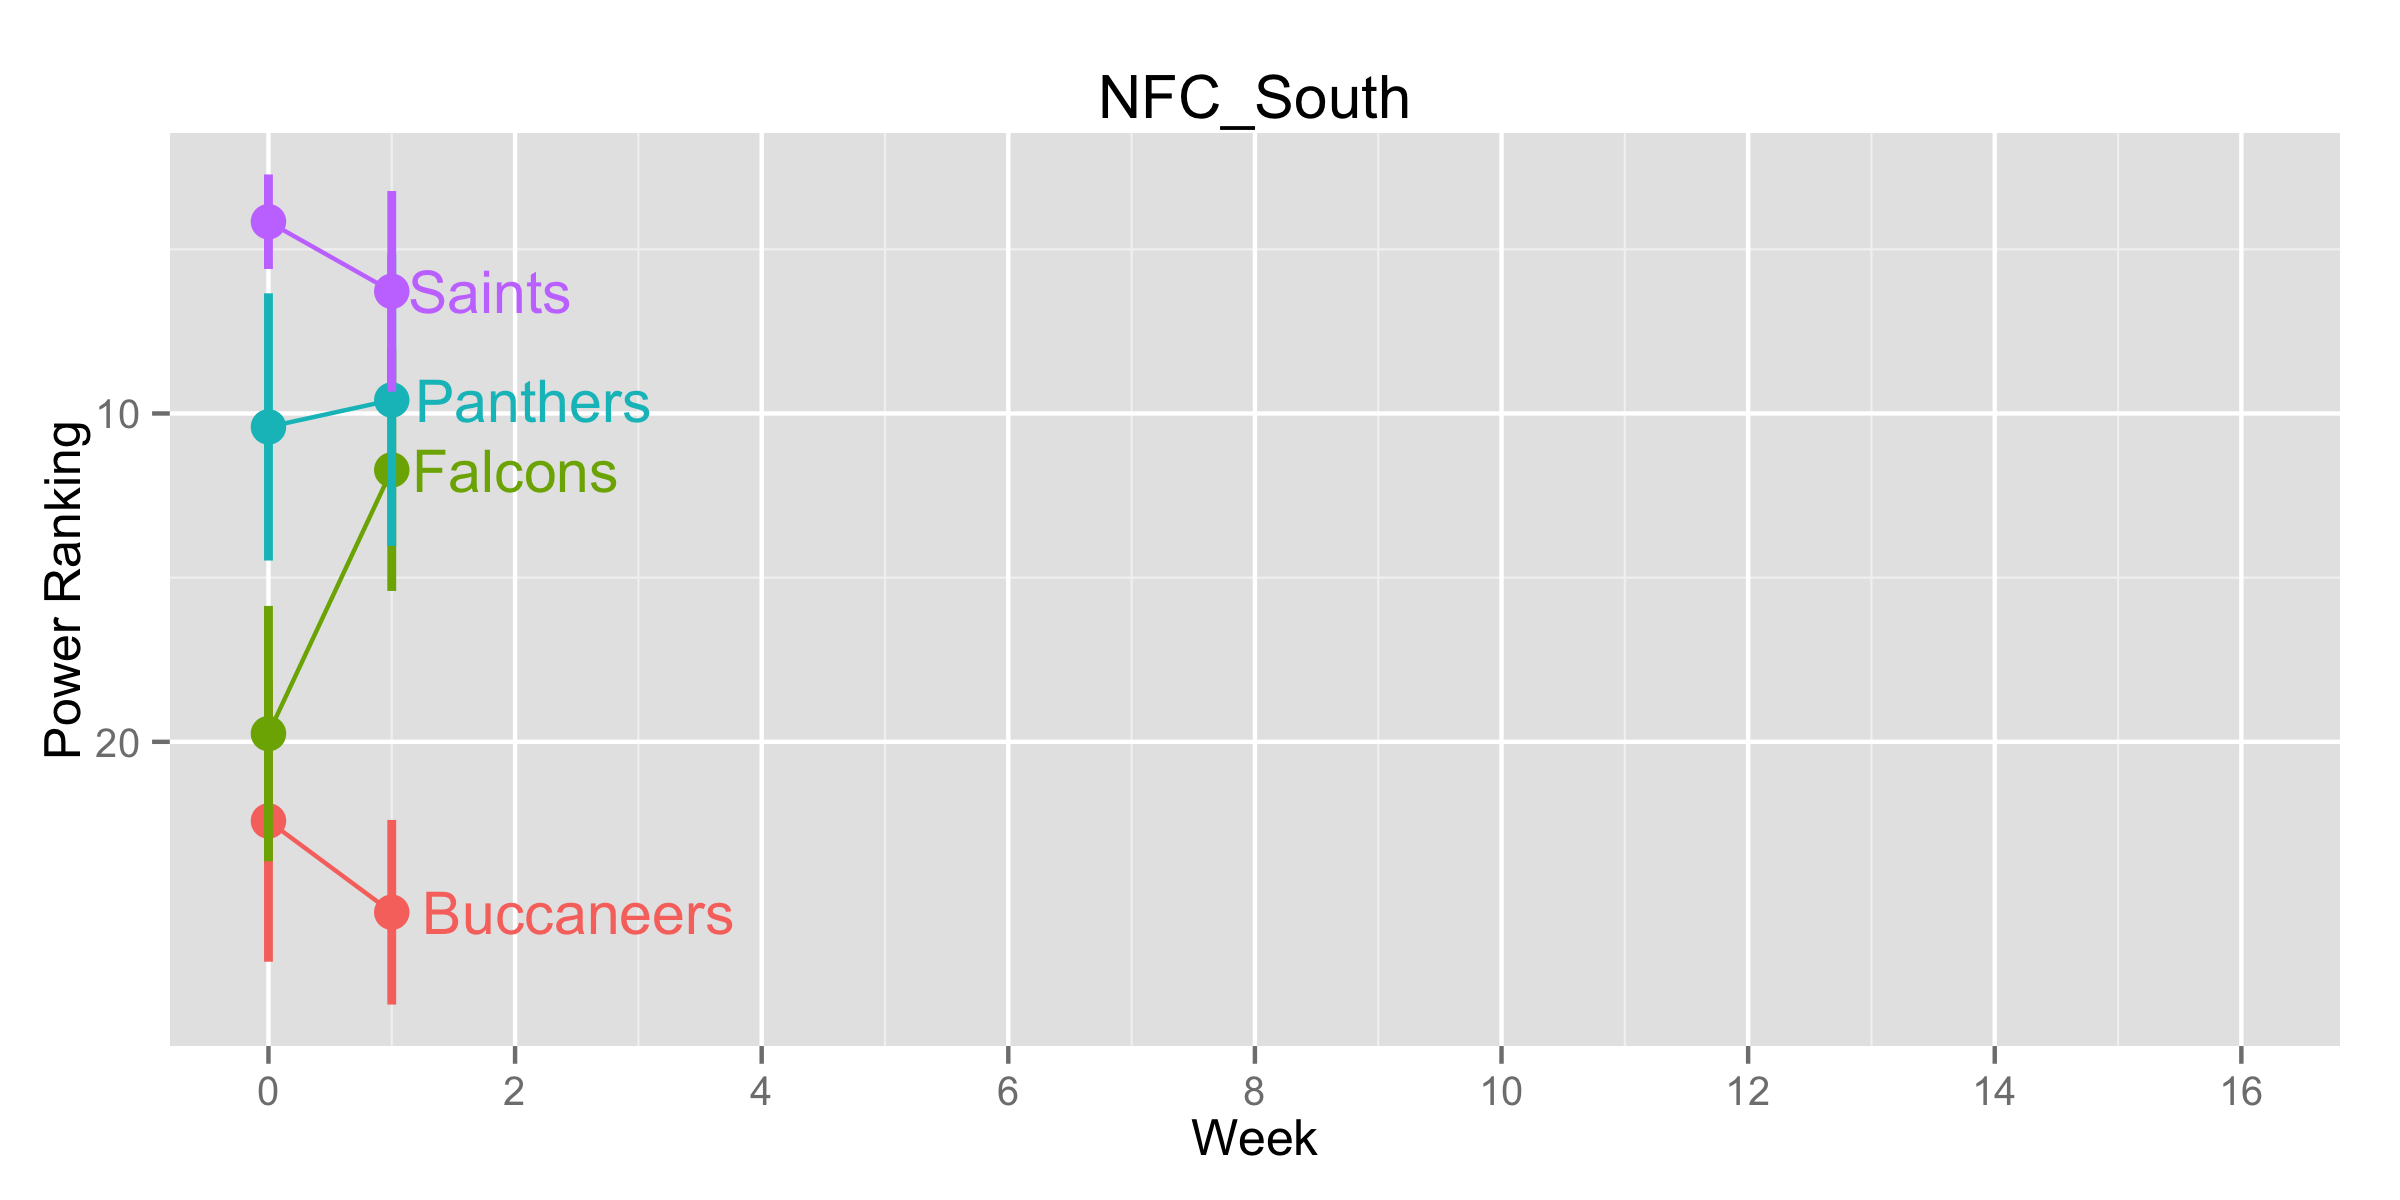 NFC_South
Saints
Panthers
10
Falcons
Power Ranking
20
Buccaneers
0 2 4 6 8 10 12 14 16
Week